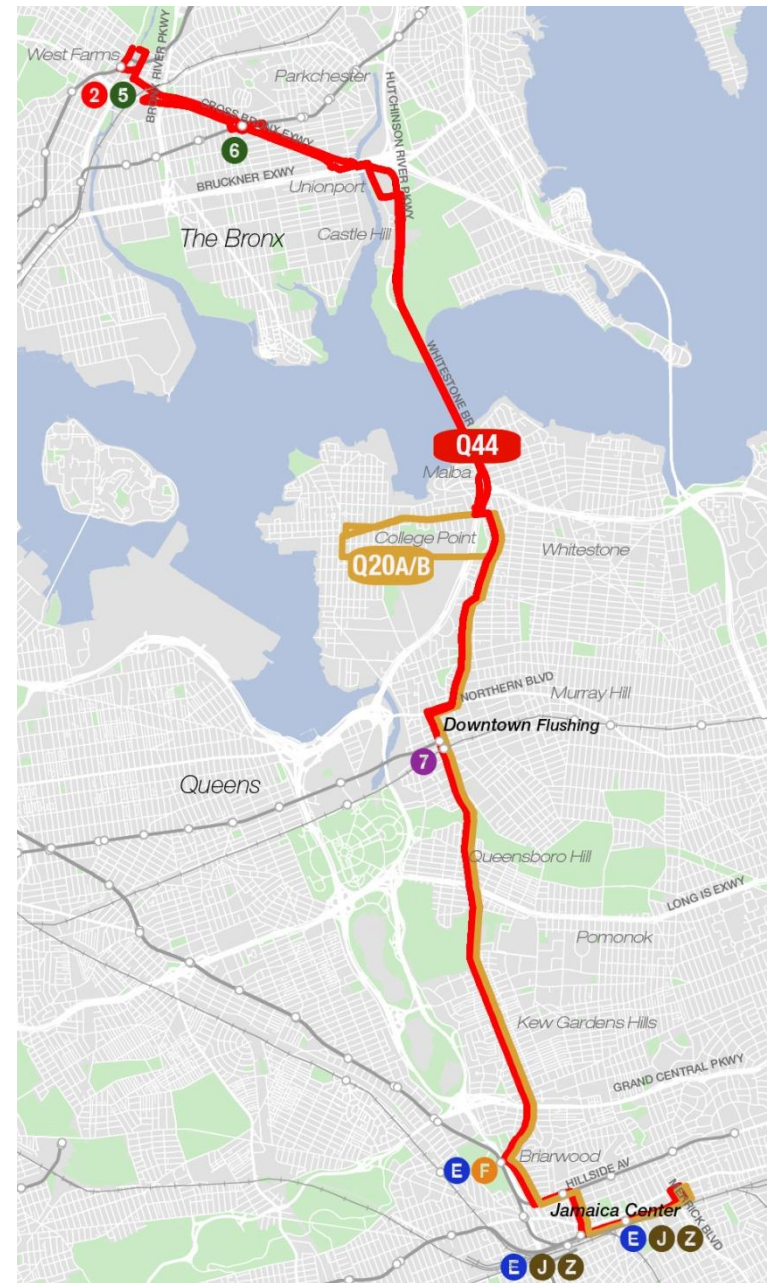 West Farms
2 5
BRONX RIVER PKWY
Parkchester
CROSS BRONX EXWY
HUTCHINSON RIVER PKWY
6
BRUCKNER EXWY
Unionport
The Bronx
Castle Hill
WHITESTONE BR
Q44
Malba
College Point
Whitestone
Q20A/B
NORTHERN BLVD
Murray Hill
Downtown Flushing
7
Queens
Queensboro Hill
LONG IS EXWY
Pomonok
Kew Gardens Hills
GRAND CENTRAL PKWY
Briarwood
E F
HILLSIDE AV
MERRICK BLVD
Jamaica Center
E J Z
E J Z